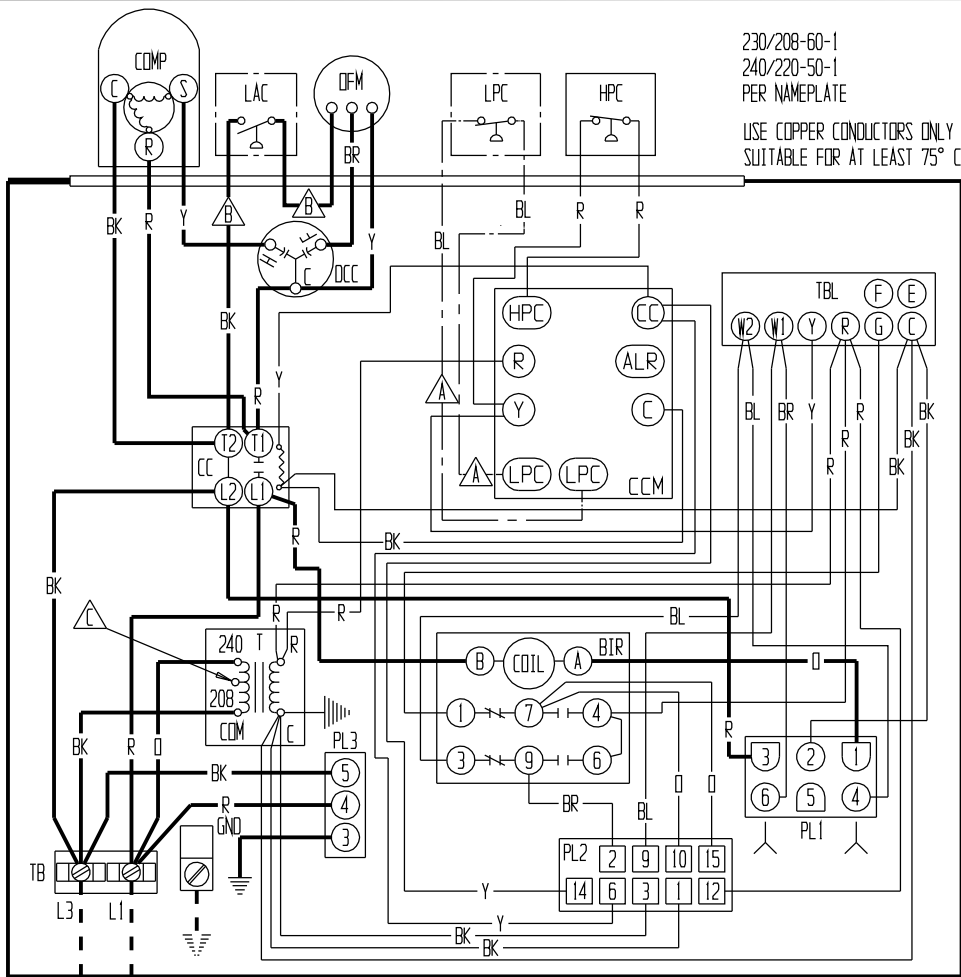 230/208-60-1
240/220-50-1
PER NAMEPLATE
USE COPPER CONDUCTORS ONLY
SUITABLE FOR AT LEAST 75° C
COMP
C
S
R
LAC
OFM
LPC
HPC
BR
B
B
BK
R
Y
BL
BL
R
R
H
F
C
DCC
Y
BK
R
Y
HPC
CC
R
ALR
Y
C
LPC
LPC
CCM
A
A
TBL
F
E
W2
W1
Y
R
G
C
BL
BR
Y
R
R
R
BK
BK
BK
T2
T1
CC
L2
L1
R
BK
BK
C
R
R
BL
240
T
R
208
COM
C
B
COIL
A
BIR
O
1
7
4
3
9
6
BK
R
O
PL3
5
4
3
BK
R
GND
R
3
2
1
6
5
4
PL1
BR
BL
O
O
PL2
2
9
10
15
14
6
3
1
12
TB
L3
L1
Y
Y
BK
BK